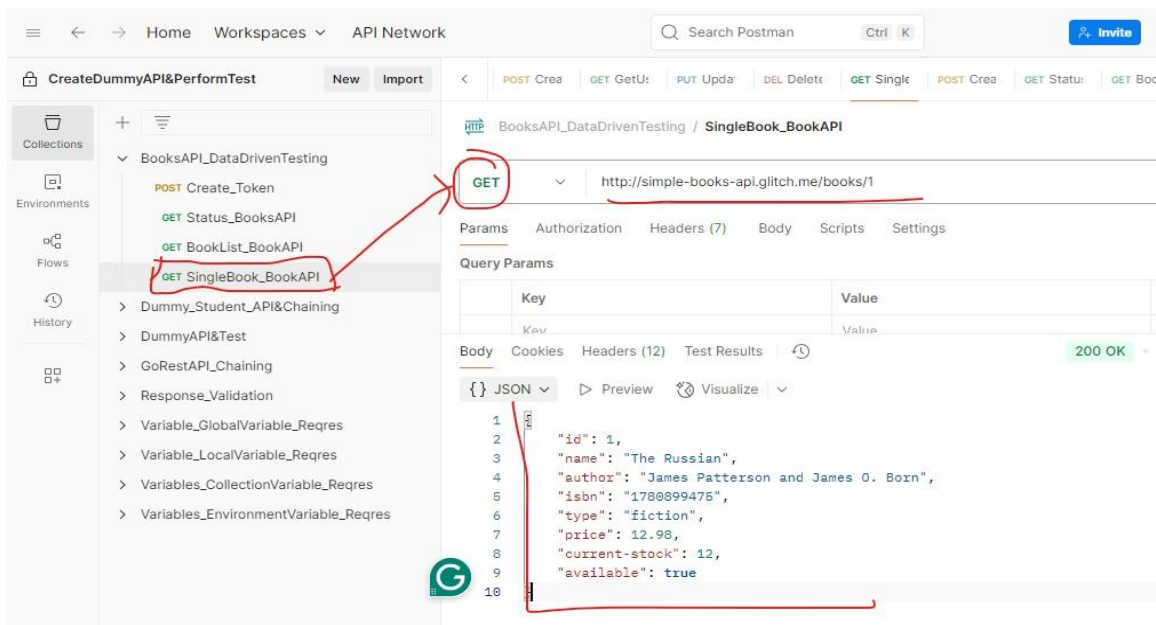 Home Workspaces API Network Search Postman Ctrl K Invite
CreateDummyAPI&PerformTest New Import
POST Crea GET GetUs PUT Updat DEL Delete GET Single POST Crea GET Status GET Boo
Collections
Environments
Flows
History
BooksAPI_DataDrivenTesting
POST Create_Token
GET Status_BooksAPI
GET BookList_BookAPI
GET SingleBook_BookAPI
Dummy_Student_API&Chaining
DummyAPI&Test
GoRestAPI_Chaining
Response_Validation
Variable_GlobalVariable_Reqres
Variable_LocalVariable_Reqres
Variables_CollectionVariable_Reqres
Variables_EnvironmentVariable_Reqres
HTTP BooksAPI_DataDrivenTesting / SingleBook_BookAPI
GET http://simple-books-api.glitch.me/books/1
Params Authorization Headers (7) Body Scripts Settings
Query Params
Key Value
Key Value
Body Cookies Headers (12) Test Results 200 OK
{} JSON Preview Visualize
1 {
2 "id": 1,
3 "name": "The Russian",
4 "author": "James Patterson and James O. Born",
5 "isbn": "1780899475",
6 "type": "fiction",
7 "price": 12.98,
8 "current-stock": 12,
9 "available": true
10 }
G